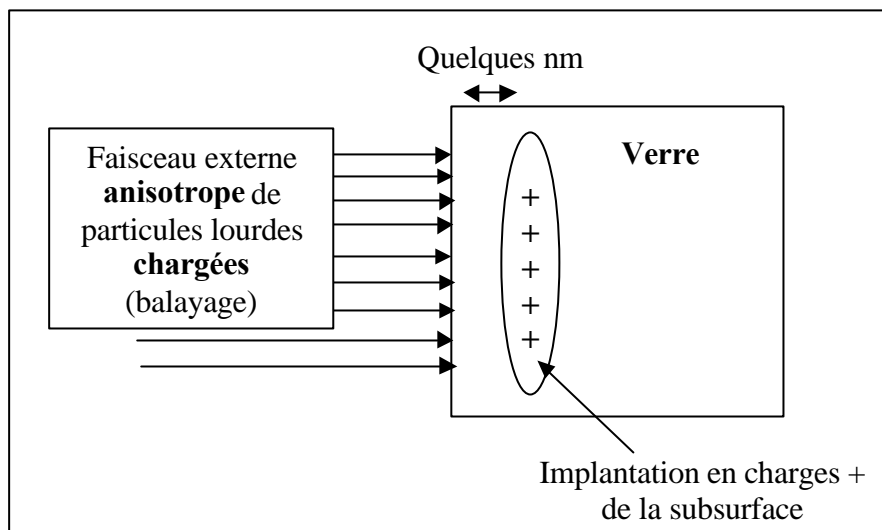 Quelques nm
Faisceau externe
anisotrope de
particules lourdes
chargées
(balayage)
Verre
+
+
+
+
+
Implantation en charges +
de la subsurface